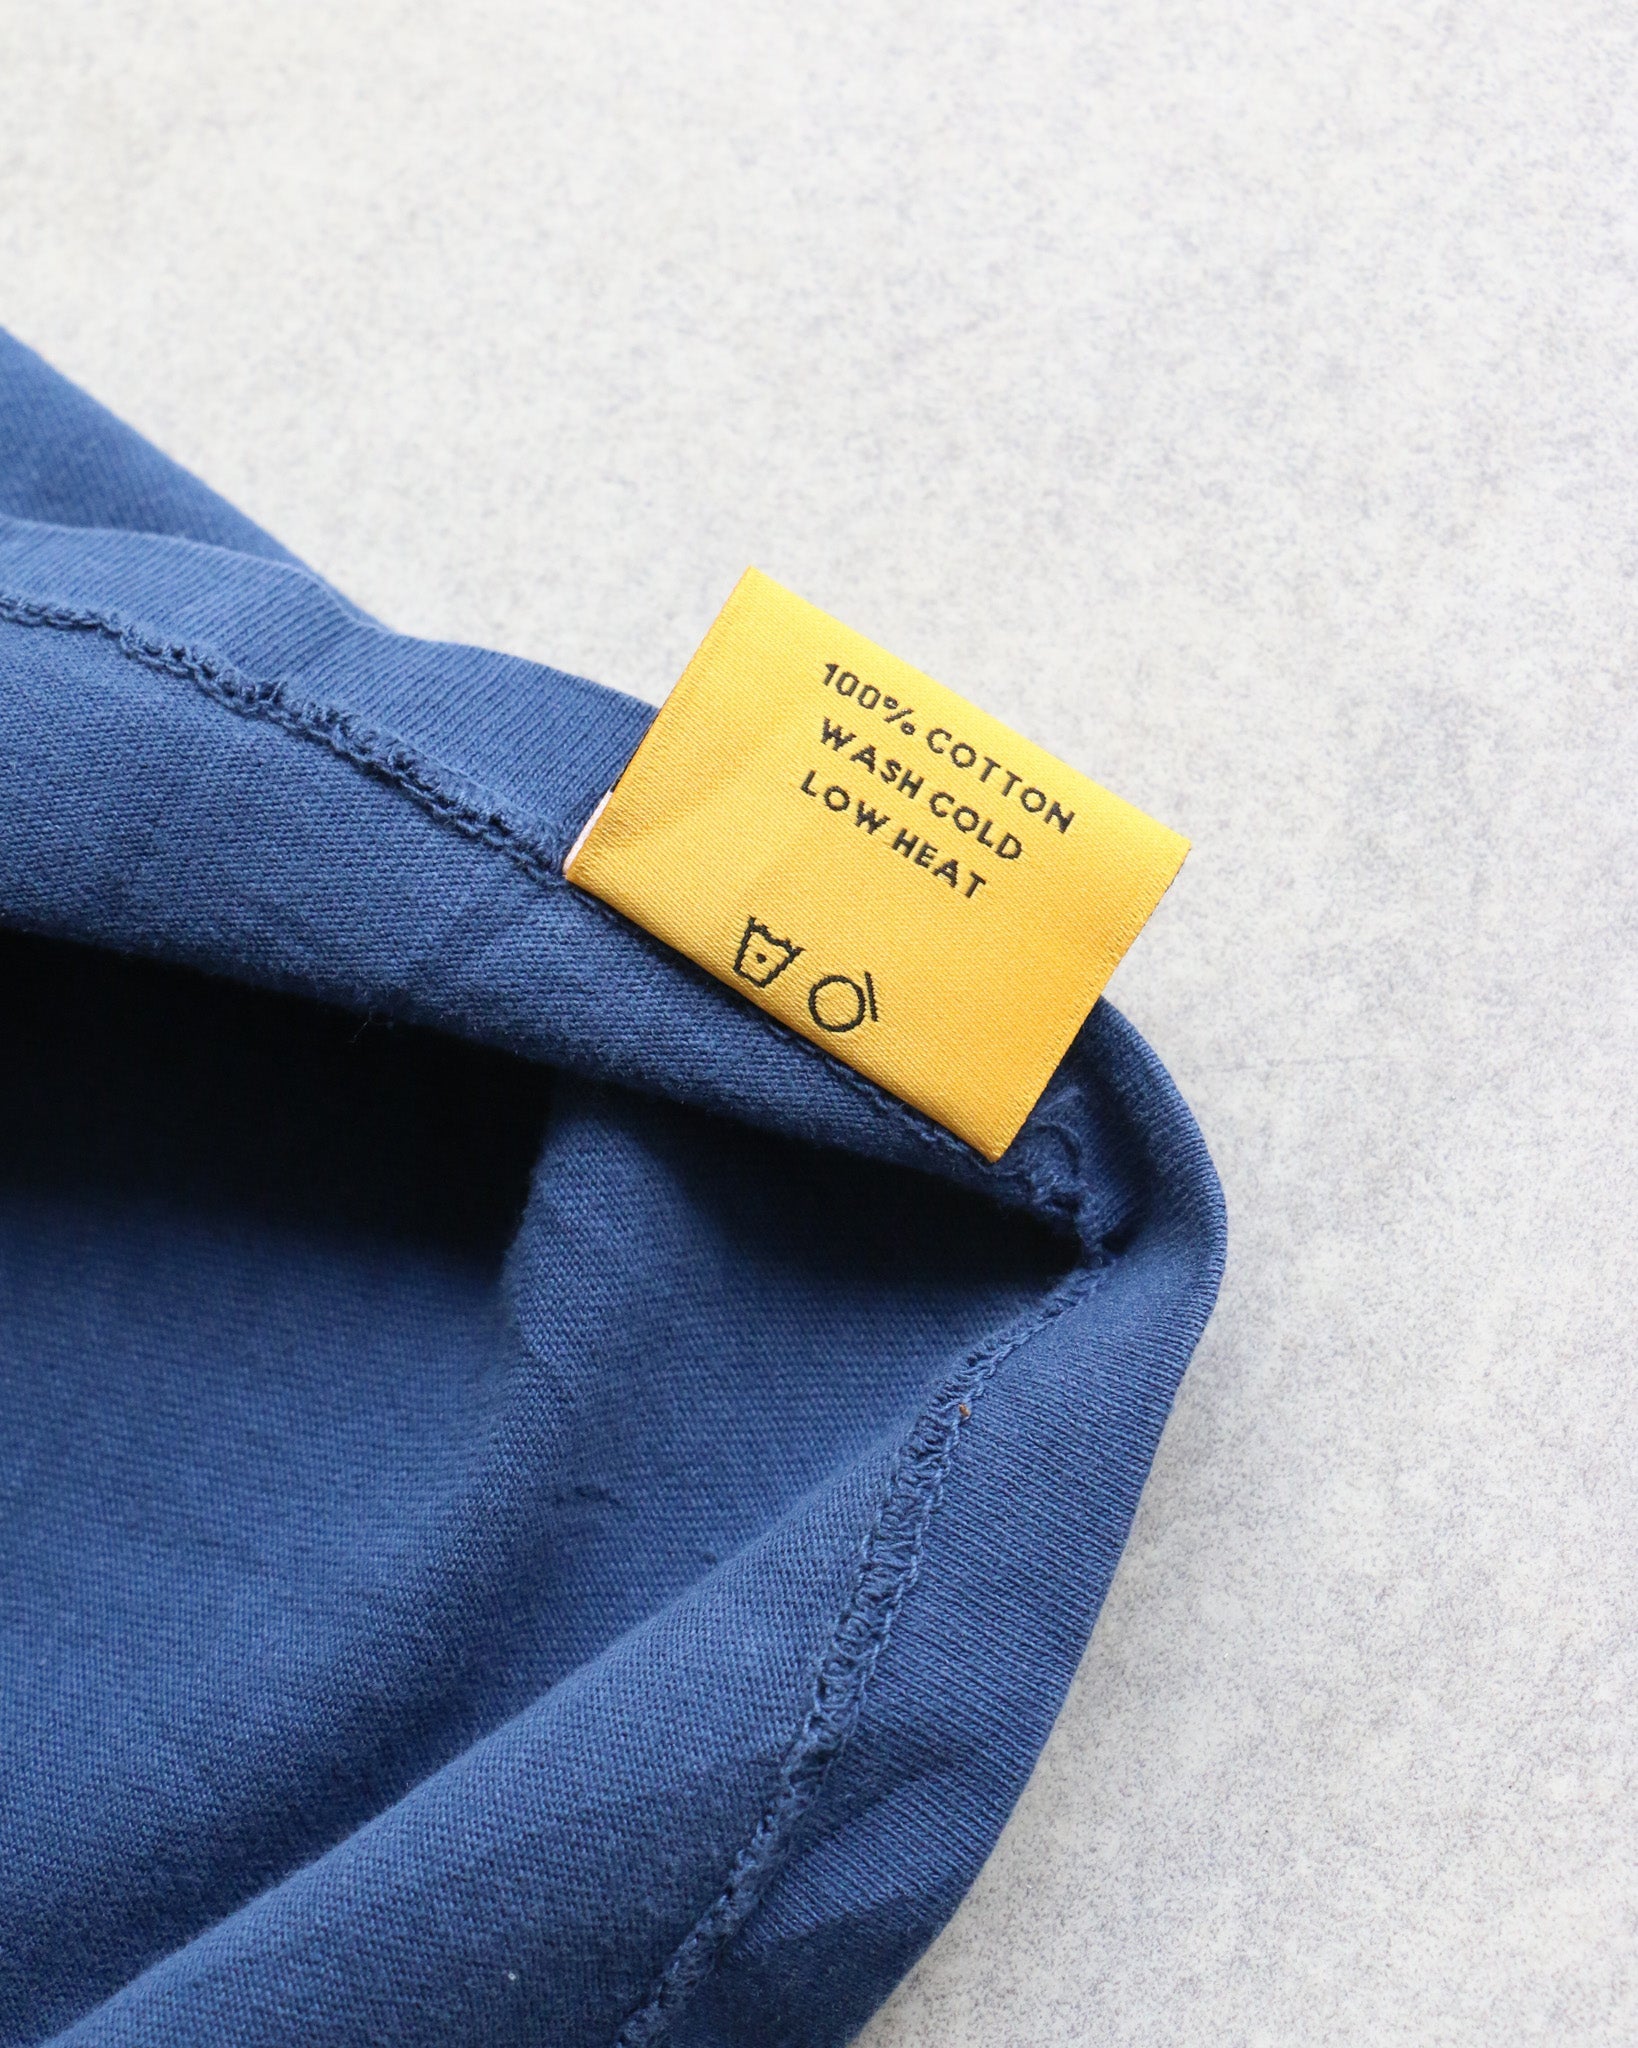 100% COTTON
WASH COLD
LOW HEAT